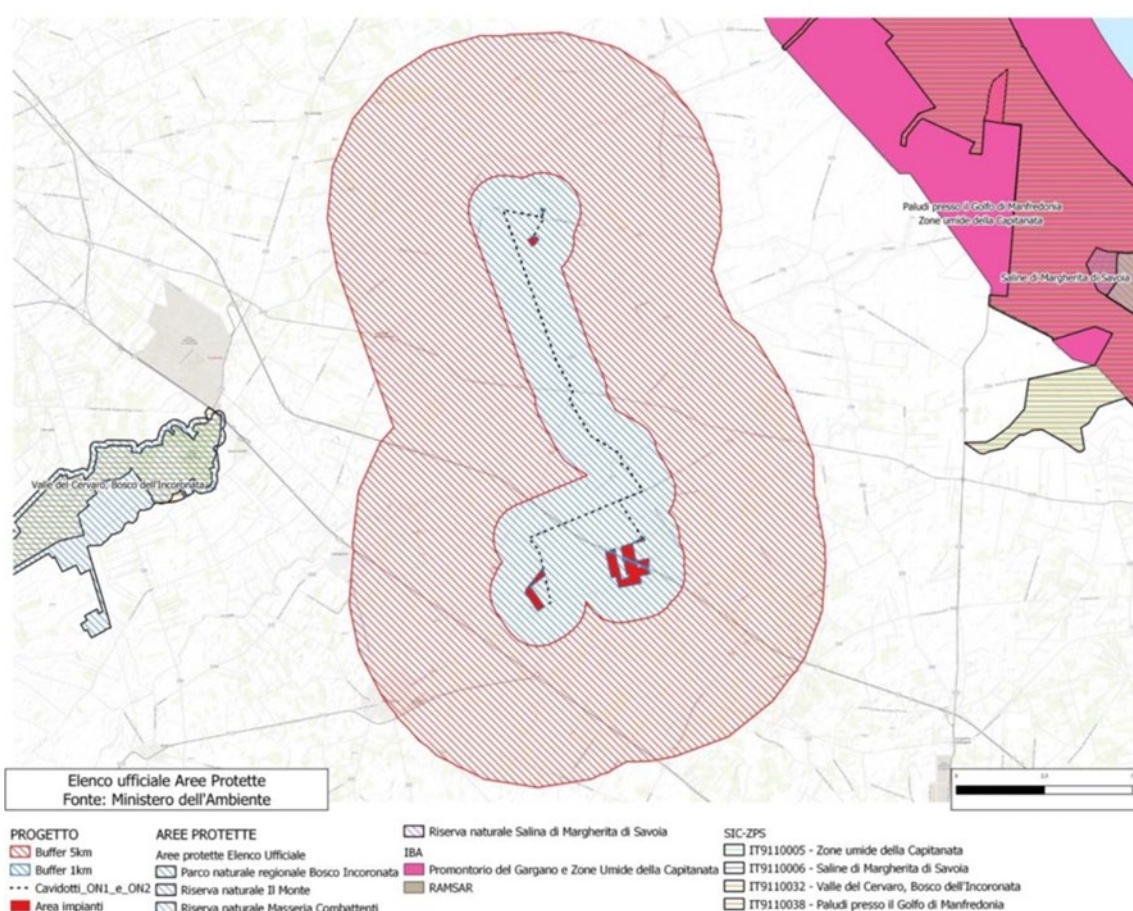 Paludi presso il Golfo di Manfredonia
Zone umide della Capitanata
Saline di Margherita di Savoia
Valle del Cervaro, Bosco dell'Incoronata
Elenco ufficiale Aree Protette
Fonte: Ministero dell'Ambiente
PROGETTO
Buffer 5km
Buffer 1km
Cavidotti_ON1_e_ON2
Area impianti
AREE PROTETTE
Aree protette Elenco Ufficiale
Parco naturale regionale Bosco Incoronata
Riserva naturale Il Monte
Riserva naturale Masseria Combattenti
Riserva naturale Salina di Margherita di Savoia
IBA
Promontorio del Gargano e Zone Umide della Capitanata
RAMSAR
SIC-ZPS
IT9110005 - Zone umide della Capitanata
IT9110006 - Saline di Margherita di Savoia
IT9110032 - Valle del Cervaro, Bosco dell'Incoronata
IT9110038 - Paludi presso il Golfo di Manfredonia